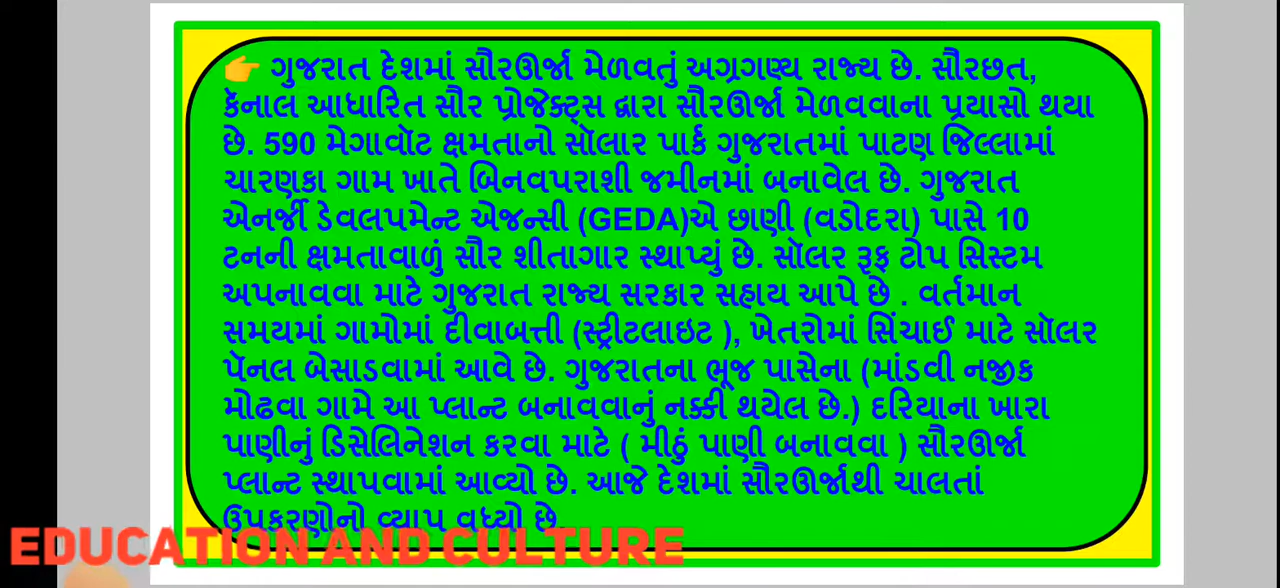 👉 ગુજરાત દેશમાં સૌરઊર્જા મેળવતું અગ્રગણ્ય રાજ્ય છે. સૌરછત,
કૅનાલ આધારિત સૌર પ્રોજેક્ટ્સ દ્વારા સૌરઊર્જા મેળવવાના પ્રયાસો થયા
છે. 590 મેગાવૉટ ક્ષમતાનો સૉલાર પાર્ક ગુજરાતમાં પાટણ જિલ્લામાં
ચારણકા ગામ ખાતે બિનવપરાશી જમીનમાં બનાવેલ છે. ગુજરાત
એનર્જી ડેવલપમેન્ટ એજન્સી (GEDA)એ છાણી (વડોદરા) પાસે 10
ટનની ક્ષમતાવાળું સૌર શીતાગાર સ્થાપ્યું છે. સૉલર રૂફ ટોપ સિસ્ટમ
અપનાવવા માટે ગુજરાત રાજ્ય સરકાર સહાય આપે છે . વર્તમાન
સમયમાં ગામોમાં દીવાબત્તી (સ્ટ્રીટલાઇટ ), ખેતરોમાં સિંચાઈ માટે સૉલર
પૅનલ બેસાડવામાં આવે છે. ગુજરાતના ભૂજ પાસેના (માંડવી નજીક
મોઢવા ગામે આ પ્લાન્ટ બનાવવાનું નક્કી થયેલ છે.) દરિયાના ખારા
પાણીનું ડિસેલિનેશન કરવા માટે ( મીઠું પાણી બનાવવા ) સૌરઊર્જા
પ્લાન્ટ સ્થાપવામાં આવ્યો છે. આજે દેશમાં સૌરઊર્જાથી ચાલતાં
ઉપકરણોનો વ્યાપ વધ્યો છે.
EDUCATION AND CULTURE